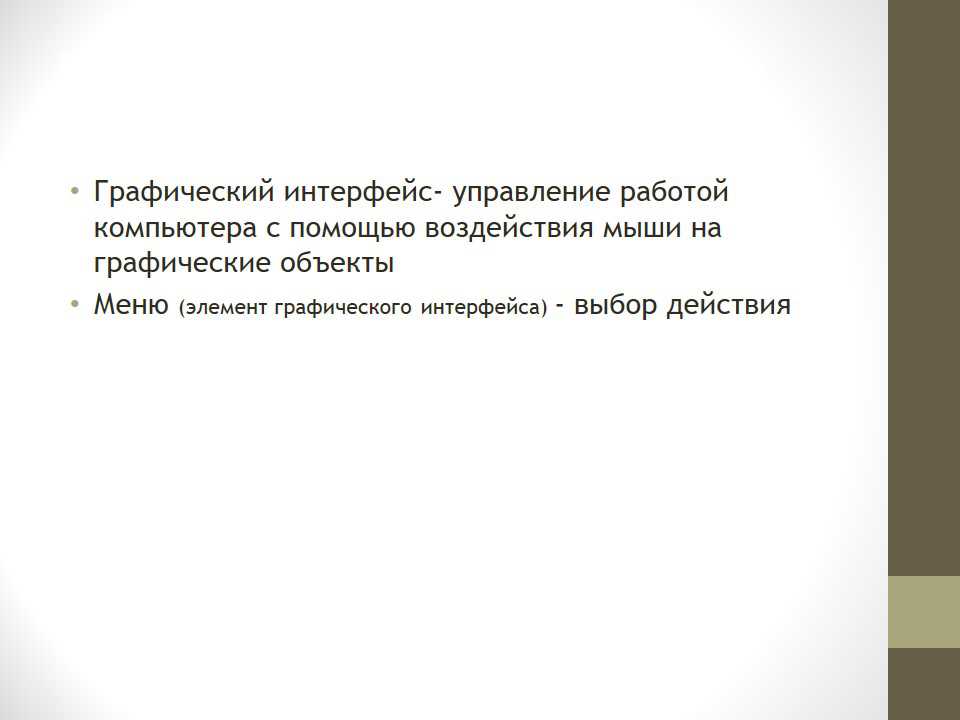 • Графический интерфейс- управление работой
компьютера с помощью воздействия мыши на
графические объекты
• Меню (элемент графического интерфейса) - выбор действия